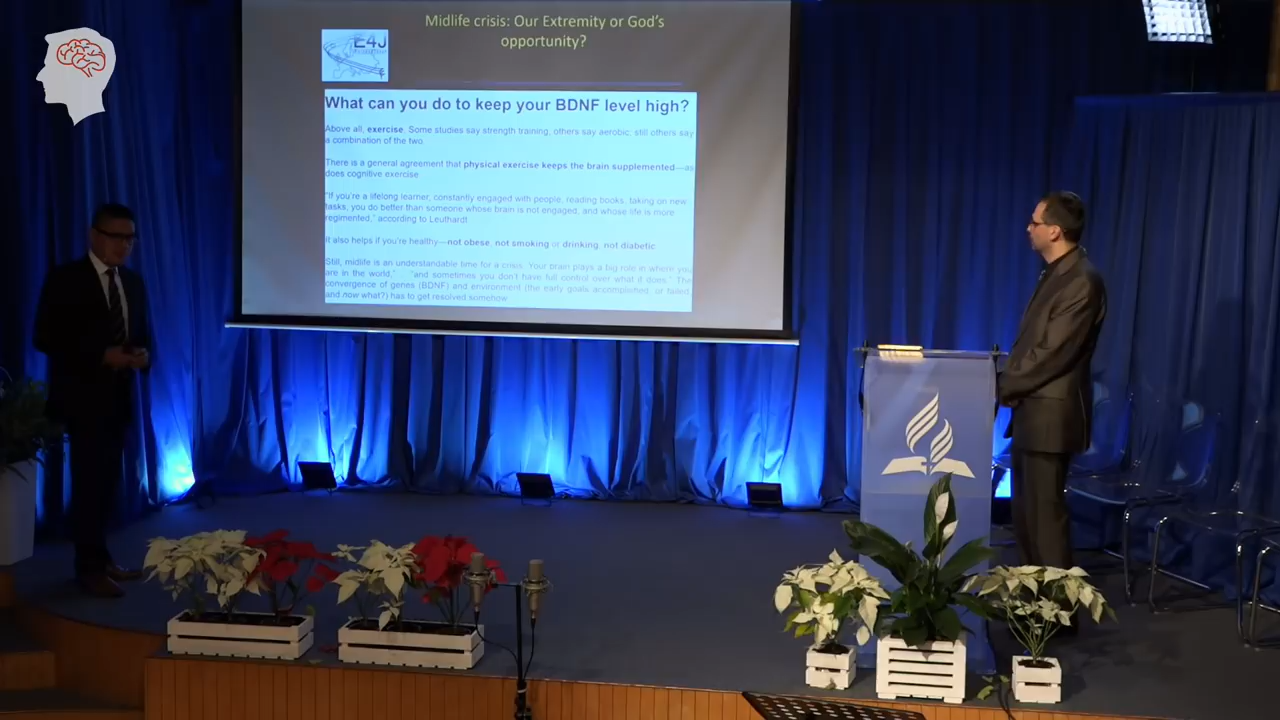 Midlife crisis: Our Extremity or God's
opportunity?
E4J
What can you do to keep your BDNF level high?
Above all, exercise. Some studies say strength training, others say aerobic; still others say
a combination of the two.
There is a general agreement that physical exercise keeps the brain supplemented—as
does cognitive exercise
"If you're a lifelong learner, constantly engaged with people, reading books, taking on new
tasks, you do better than someone whose brain is not engaged, and whose life is more
regimented," according to Leuthardt
It also helps if you're healthy—not obese, not smoking or drinking, not diabetic.
Still, midlife is an understandable time for a crisis. Your brain plays a big role in where you
are in the world," "and sometimes you don't have full control over what it does." The
convergence of genes (BDNF) and environment (the early goals accomplished, or failed,
and now what?) has to get resolved somehow